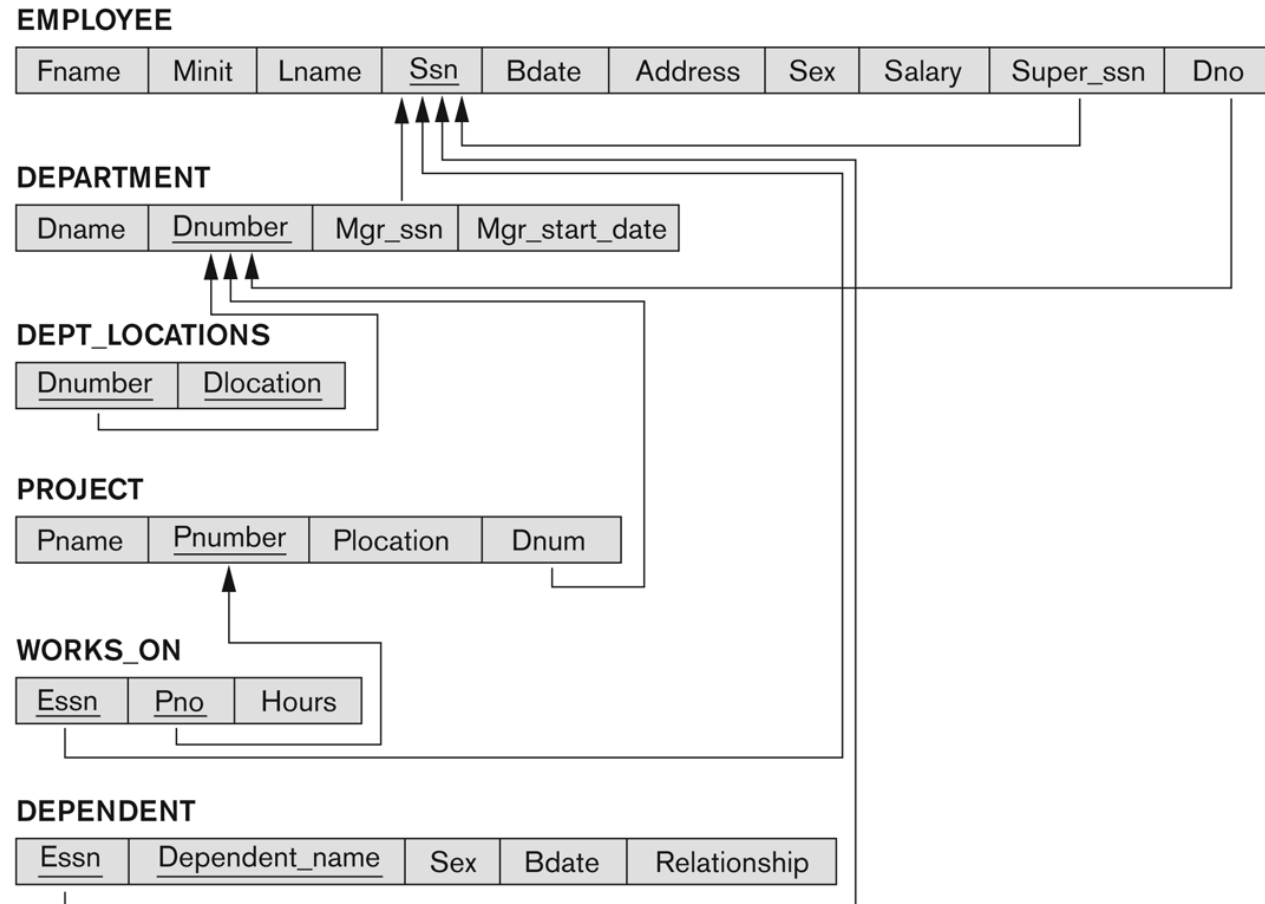 EMPLOYEE
Fname Minit Lname Ssn Bdate Address Sex Salary Super_ssn Dno
DEPARTMENT
Dname Dnumber Mgr_ssn Mgr_start_date
DEPT_LOCATIONS
Dnumber Dlocation
PROJECT
Pname Pnumber Plocation Dnum
WORKS_ON
Essn Pno Hours
DEPENDENT
Essn Dependent_name Sex Bdate Relationship